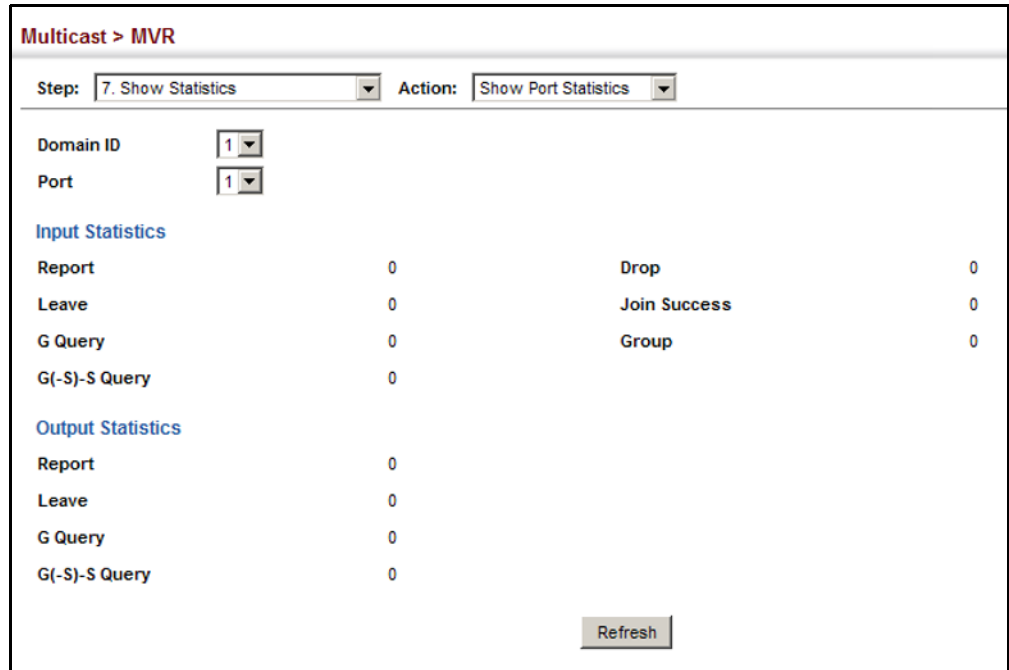 Multicast > MVR
Step: 7. Show Statistics Action: Show Port Statistics
Domain ID 1
Port 1
Input Statistics
Report 0 Drop 0
Leave 0 Join Success 0
G Query 0 Group 0
G(-S)-S Query 0
Output Statistics
Report 0
Leave 0
G Query 0
G(-S)-S Query 0
Refresh